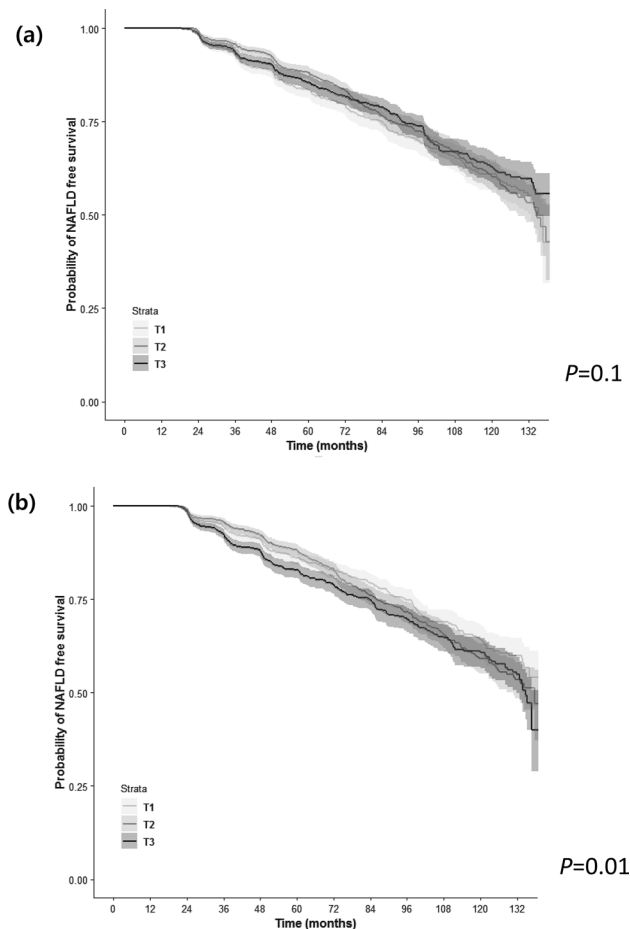 (a)
Probability of NAFLD free survival
1.00
0.75
0.50
0.25
0.00
Strata
T1
T2
T3
P=0.1
0 12 24 36 48 60 72 84 96 108 120 132
Time (months)
(b)
Probability of NAFLD free survival
1.00
0.75
0.50
0.25
0.00
Strata
T1
T2
T3
P=0.01
0 12 24 36 48 60 72 84 96 108 120 132
Time (months)